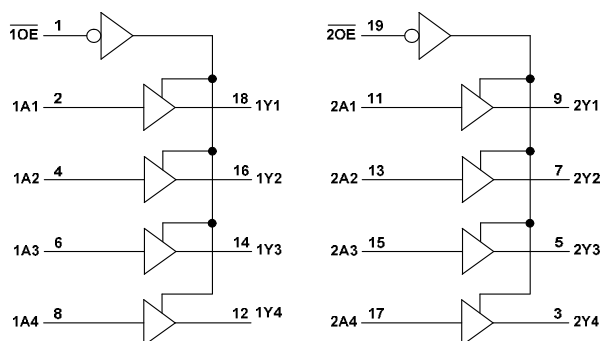 1OE 1 2OE 19
1A1 2 18 1Y1 2A1 11 9 2Y1
1A2 4 16 1Y2 2A2 13 7 2Y2
1A3 6 14 1Y3 2A3 15 5 2Y3
1A4 8 12 1Y4 2A4 17 3 2Y4